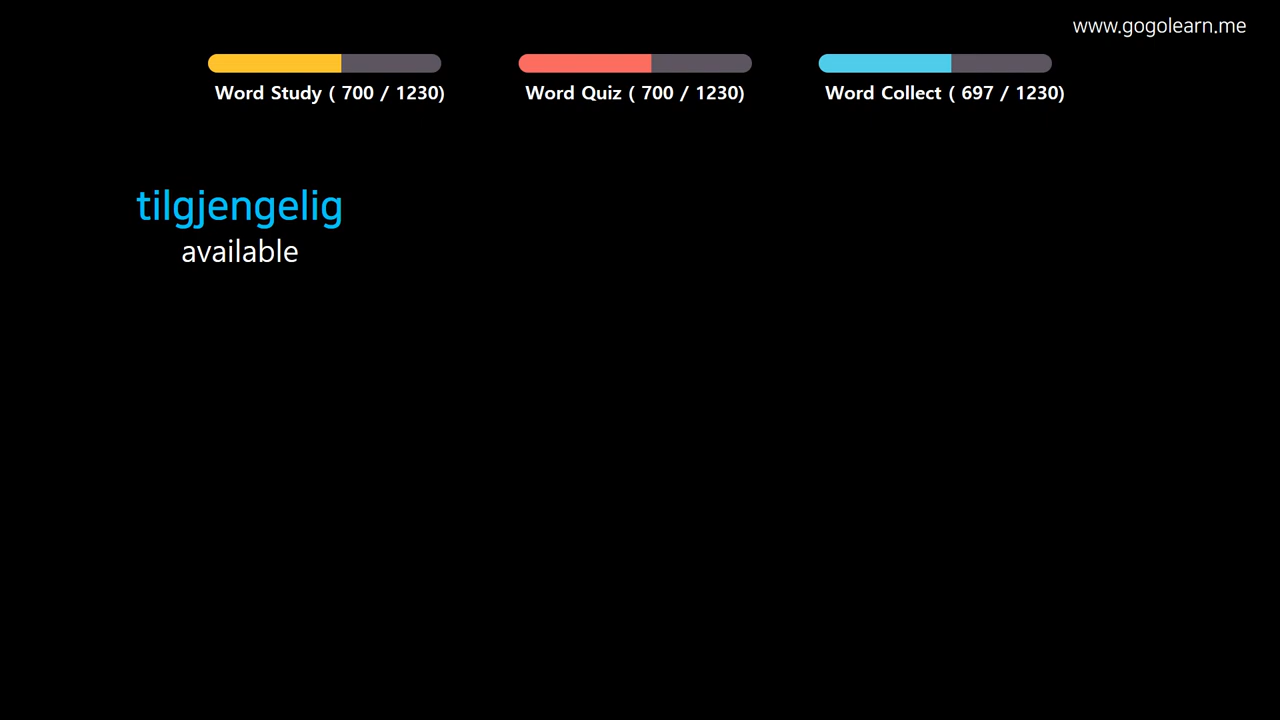 www.gogolearn.me
Word Study ( 700 / 1230)
Word Quiz ( 700 / 1230)
Word Collect ( 697 / 1230)
tilgjengelig
available